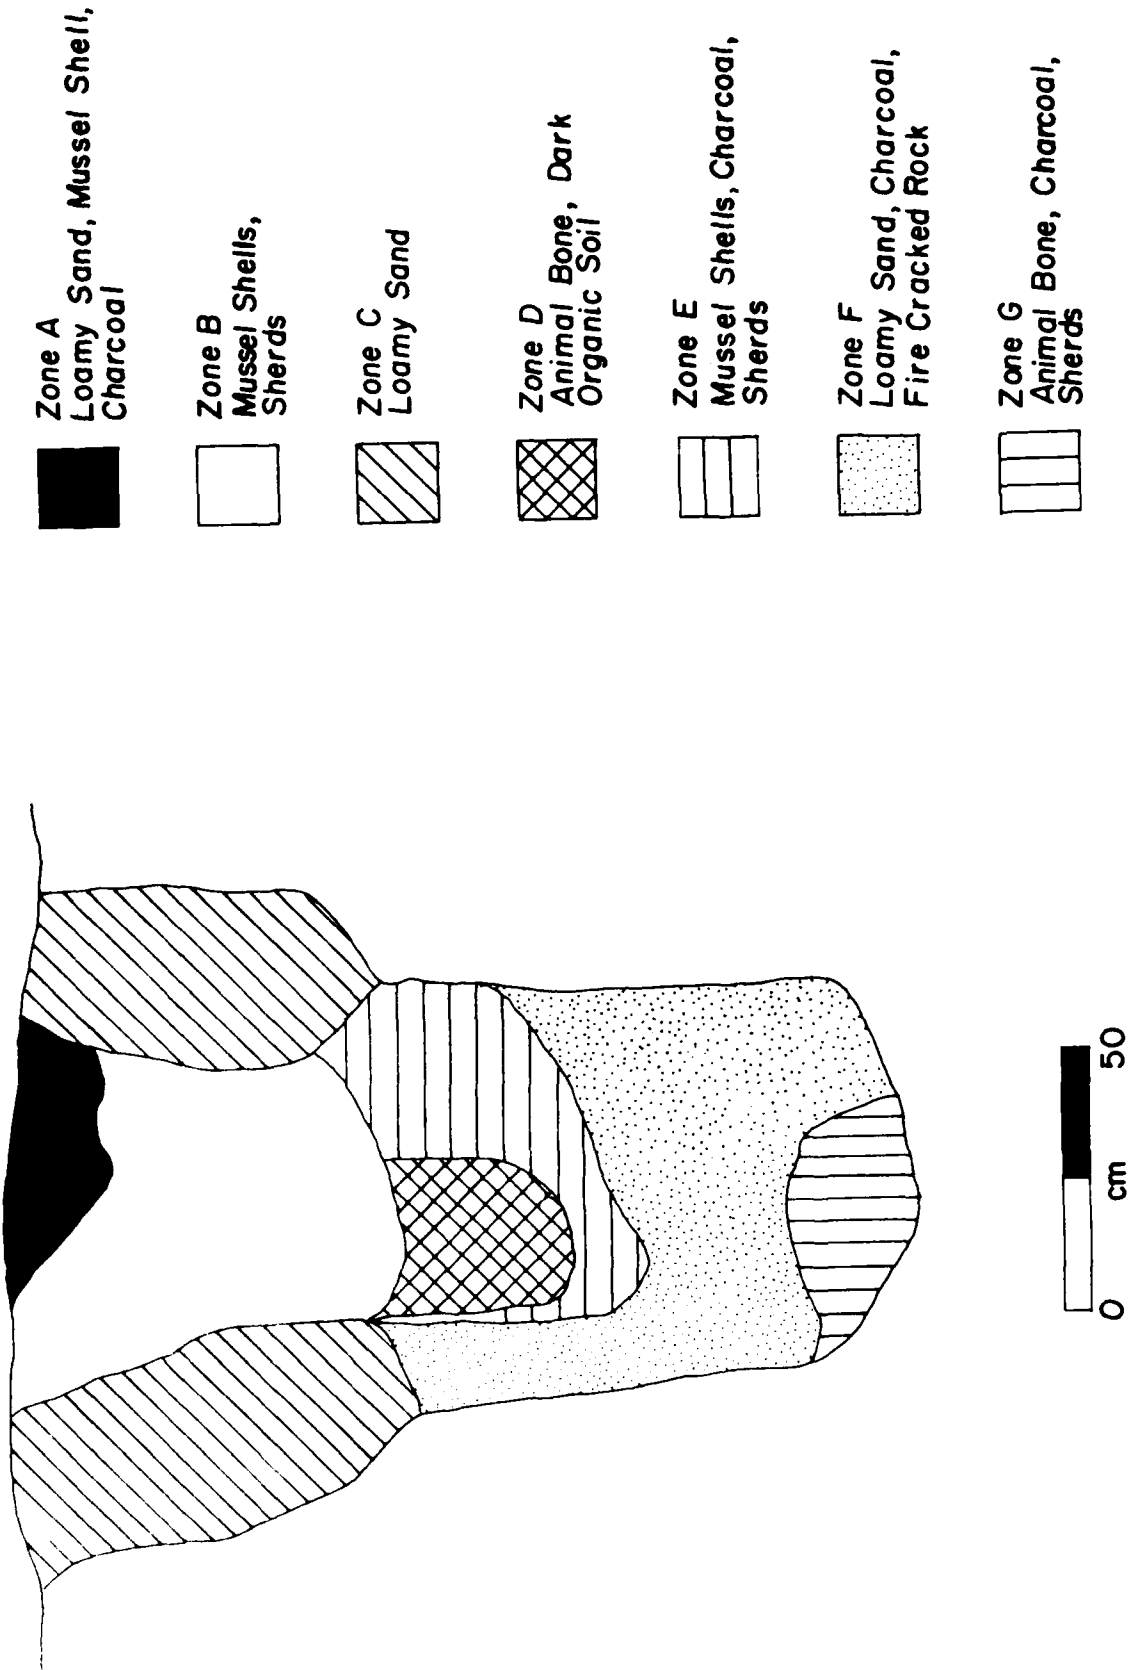 Zone A
Loamy Sand, Mussel Shell,
Charcoal
Zone B
Mussel Shells,
Sherds
Zone C
Loamy Sand
Zone D
Animal Bone, Dark
Organic Soil
Zone E
Mussel Shells, Charcoal,
Sherds
Zone F
Loamy Sand, Charcoal,
Fire Cracked Rock
Zone G
Animal Bone, Charcoal,
Sherds
0 cm 50